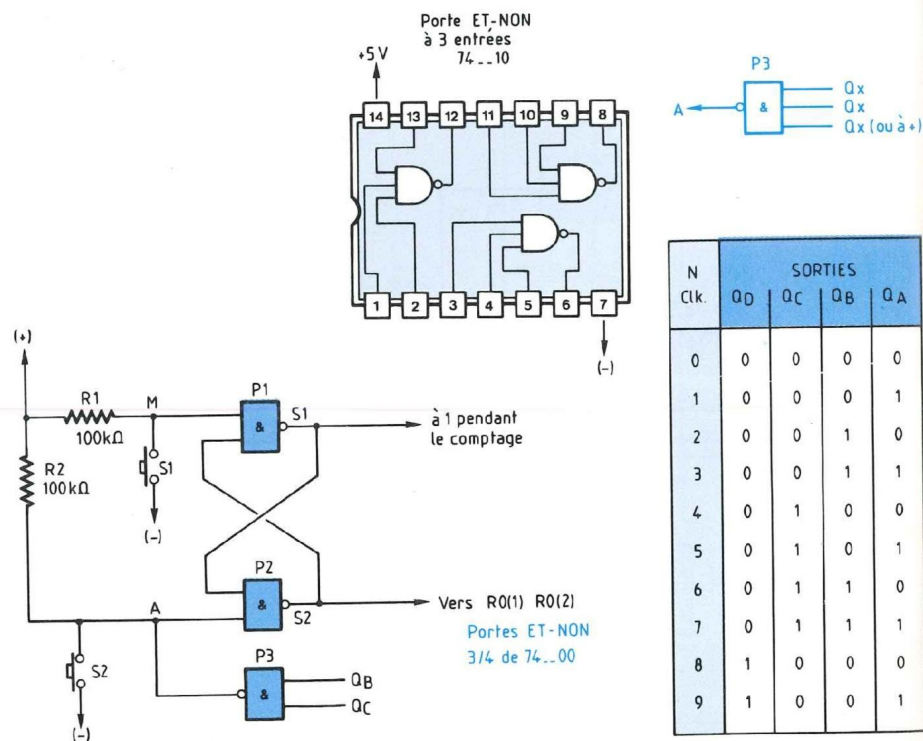 Porte ET-NON
à 3 entrées
74__10
+5V
14 13 12 11 10 9 8
1 2 3 4 5 6 7
(-)
P3
A & Qx
Qx
Qx (ou à +)
N SORTIES
Clk. QD QC QB QA
0 0 0 0 0
1 0 0 0 1
2 0 0 1 0
3 0 0 1 1
4 0 1 0 0
5 0 1 0 1
6 0 1 1 0
7 0 1 1 1
8 1 0 0 0
9 1 0 0 1
(+)
R1
100kΩ
M
S1
(-)
R2
100kΩ
P1
&
S1
à 1 pendant
le comptage
P2
&
S2
Vers R0(1) R0(2)
Portes ET-NON
3/4 de 74__00
A
S2
(-)
P3
&
QB
QC